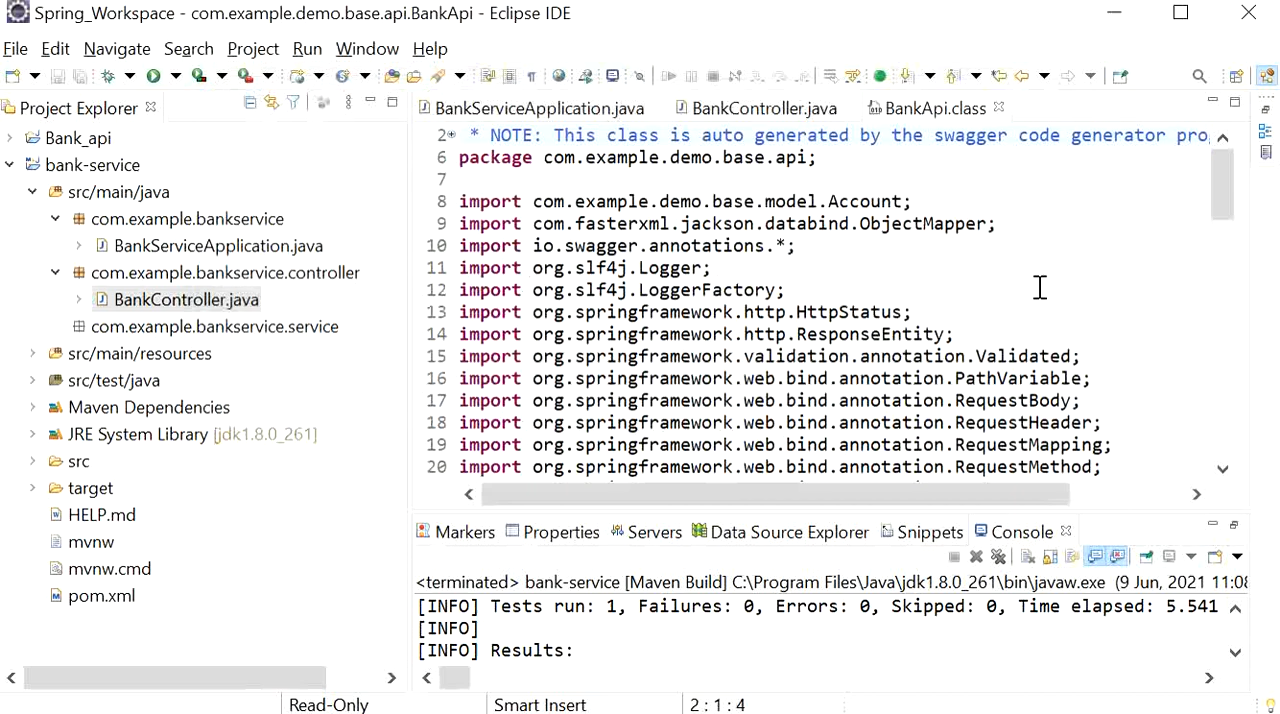 Spring_Workspace - com.example.demo.base.api.BankApi - Eclipse IDE
File Edit Navigate Search Project Run Window Help
Project Explorer
Bank_api
bank-service
src/main/java
com.example.bankservice
BankServiceApplication.java
com.example.bankservice.controller
BankController.java
com.example.bankservice.service
src/main/resources
src/test/java
Maven Dependencies
JRE System Library [jdk1.8.0_261]
src
target
HELP.md
mvnw
mvnw.cmd
pom.xml
BankServiceApplication.java BankController.java BankApi.class
2 * NOTE: This class is auto generated by the swagger code generator pro
6 package com.example.demo.base.api;
7
8 import com.example.demo.base.model.Account;
9 import com.fasterxml.jackson.databind.ObjectMapper;
10 import io.swagger.annotations.*;
11 import org.slf4j.Logger;
12 import org.slf4j.LoggerFactory;
13 import org.springframework.http.HttpStatus;
14 import org.springframework.http.ResponseEntity;
15 import org.springframework.validation.annotation.Validated;
16 import org.springframework.web.bind.annotation.PathVariable;
17 import org.springframework.web.bind.annotation.RequestBody;
18 import org.springframework.web.bind.annotation.RequestHeader;
19 import org.springframework.web.bind.annotation.RequestMapping;
20 import org.springframework.web.bind.annotation.RequestMethod;
Markers Properties Servers Data Source Explorer Snippets Console
<terminated> bank-service [Maven Build] C:\Program Files\Java\jdk1.8.0_261\bin\javaw.exe (9 Jun, 2021 11:08
[INFO] Tests run: 1, Failures: 0, Errors: 0, Skipped: 0, Time elapsed: 5.541
[INFO]
[INFO] Results:
Read-Only Smart Insert 2 : 1 : 4